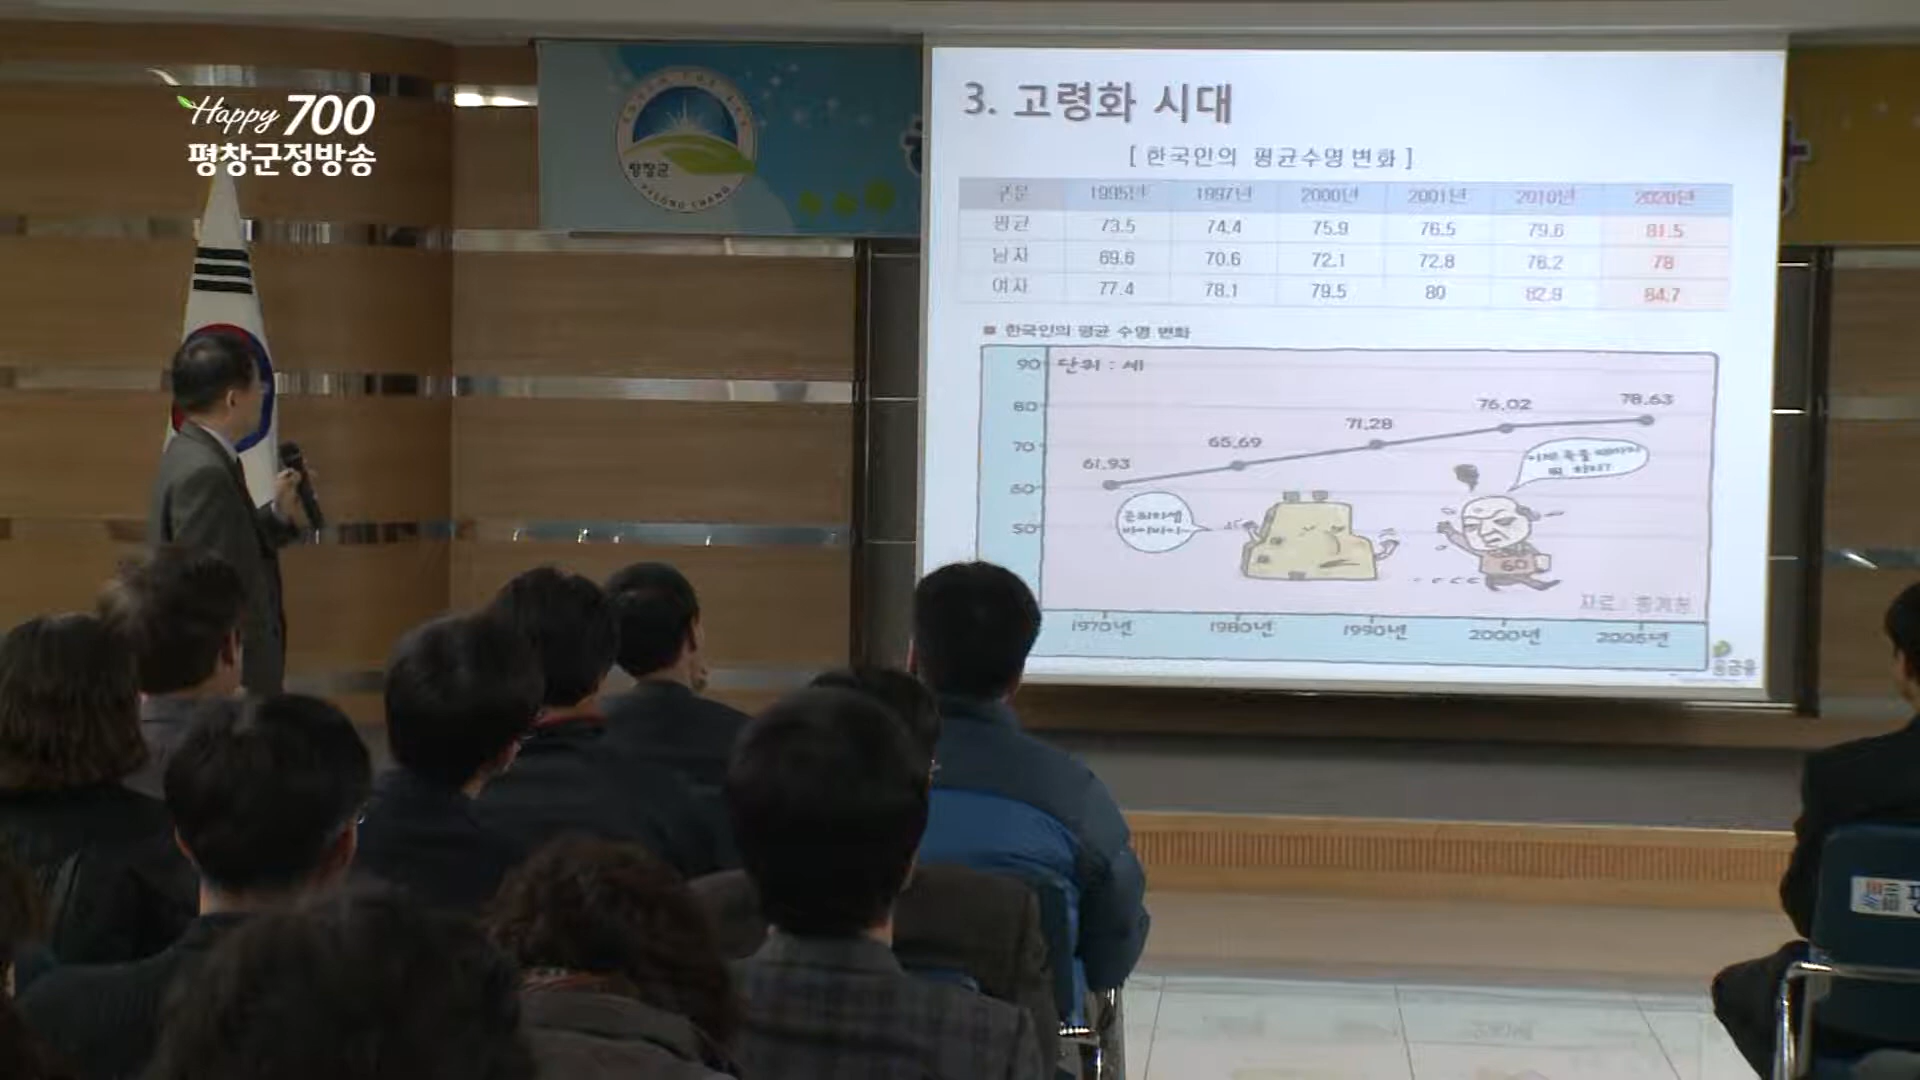 Happy 700
평창군정방송
평창군
PYEONG CHANG
3. 고령화 시대
[ 한국인의 평균수명변화 ]
구분 1995년 1997년 2000년 2001년 2010년 2020년
평균 73.5 74.4 75.9 76.5 79.6 81.5
남자 69.6 70.6 72.1 72.8 76.2 78
여자 77.4 78.1 79.5 80 82.9 84.7
■ 한국인의 평균 수명 변화
단위 : 세
90
80
70
60
50
61.93 65.69 71.28 76.02 78.63
60
자료 : 통계청
1970년 1980년 1990년 2000년 2005년